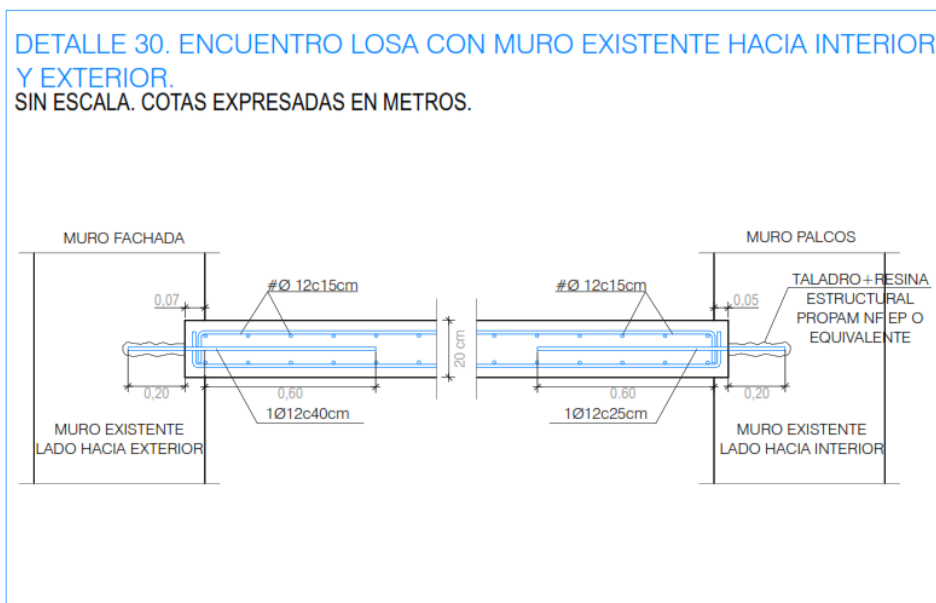 DETALLE 30. ENCUENTRO LOSA CON MURO EXISTENTE HACIA INTERIOR
Y EXTERIOR.
SIN ESCALA. COTAS EXPRESADAS EN METROS.
MURO FACHADA
MURO PALCOS
0,07
#Ø 12c15cm
#Ø 12c15cm
0,05
TALADRO+RESINA
ESTRUCTURAL
PROPAM NF EP O
EQUIVALENTE
20 cm
0,20
0,60
0.60
0,20
1Ø12c40cm
1Ø12c25cm
MURO EXISTENTE
LADO HACIA EXTERIOR
MURO EXISTENTE
LADO HACIA INTERIOR